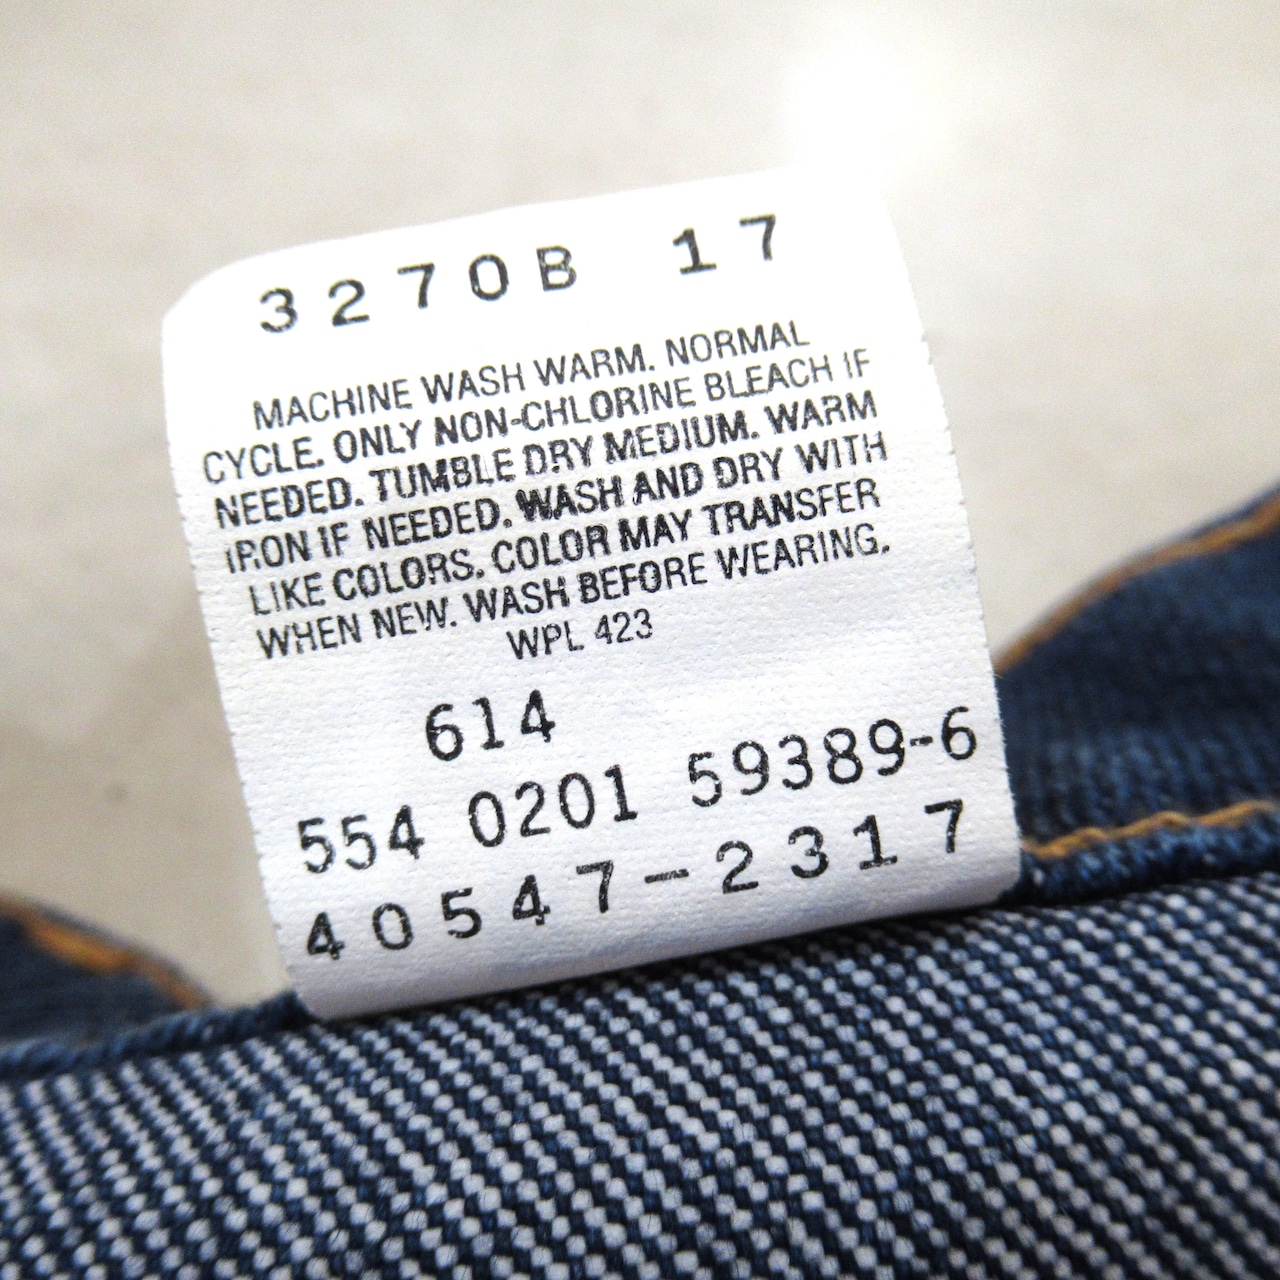 3270B 17
MACHINE WASH WARM. NORMAL
CYCLE. ONLY NON-CHLORINE BLEACH IF
NEEDED. TUMBLE DRY MEDIUM. WARM
IRON IF NEEDED. WASH AND DRY WITH
LIKE COLORS. COLOR MAY TRANSFER
WHEN NEW. WASH BEFORE WEARING.
WPL 423
614
554 0201 59389-6
40547-2317